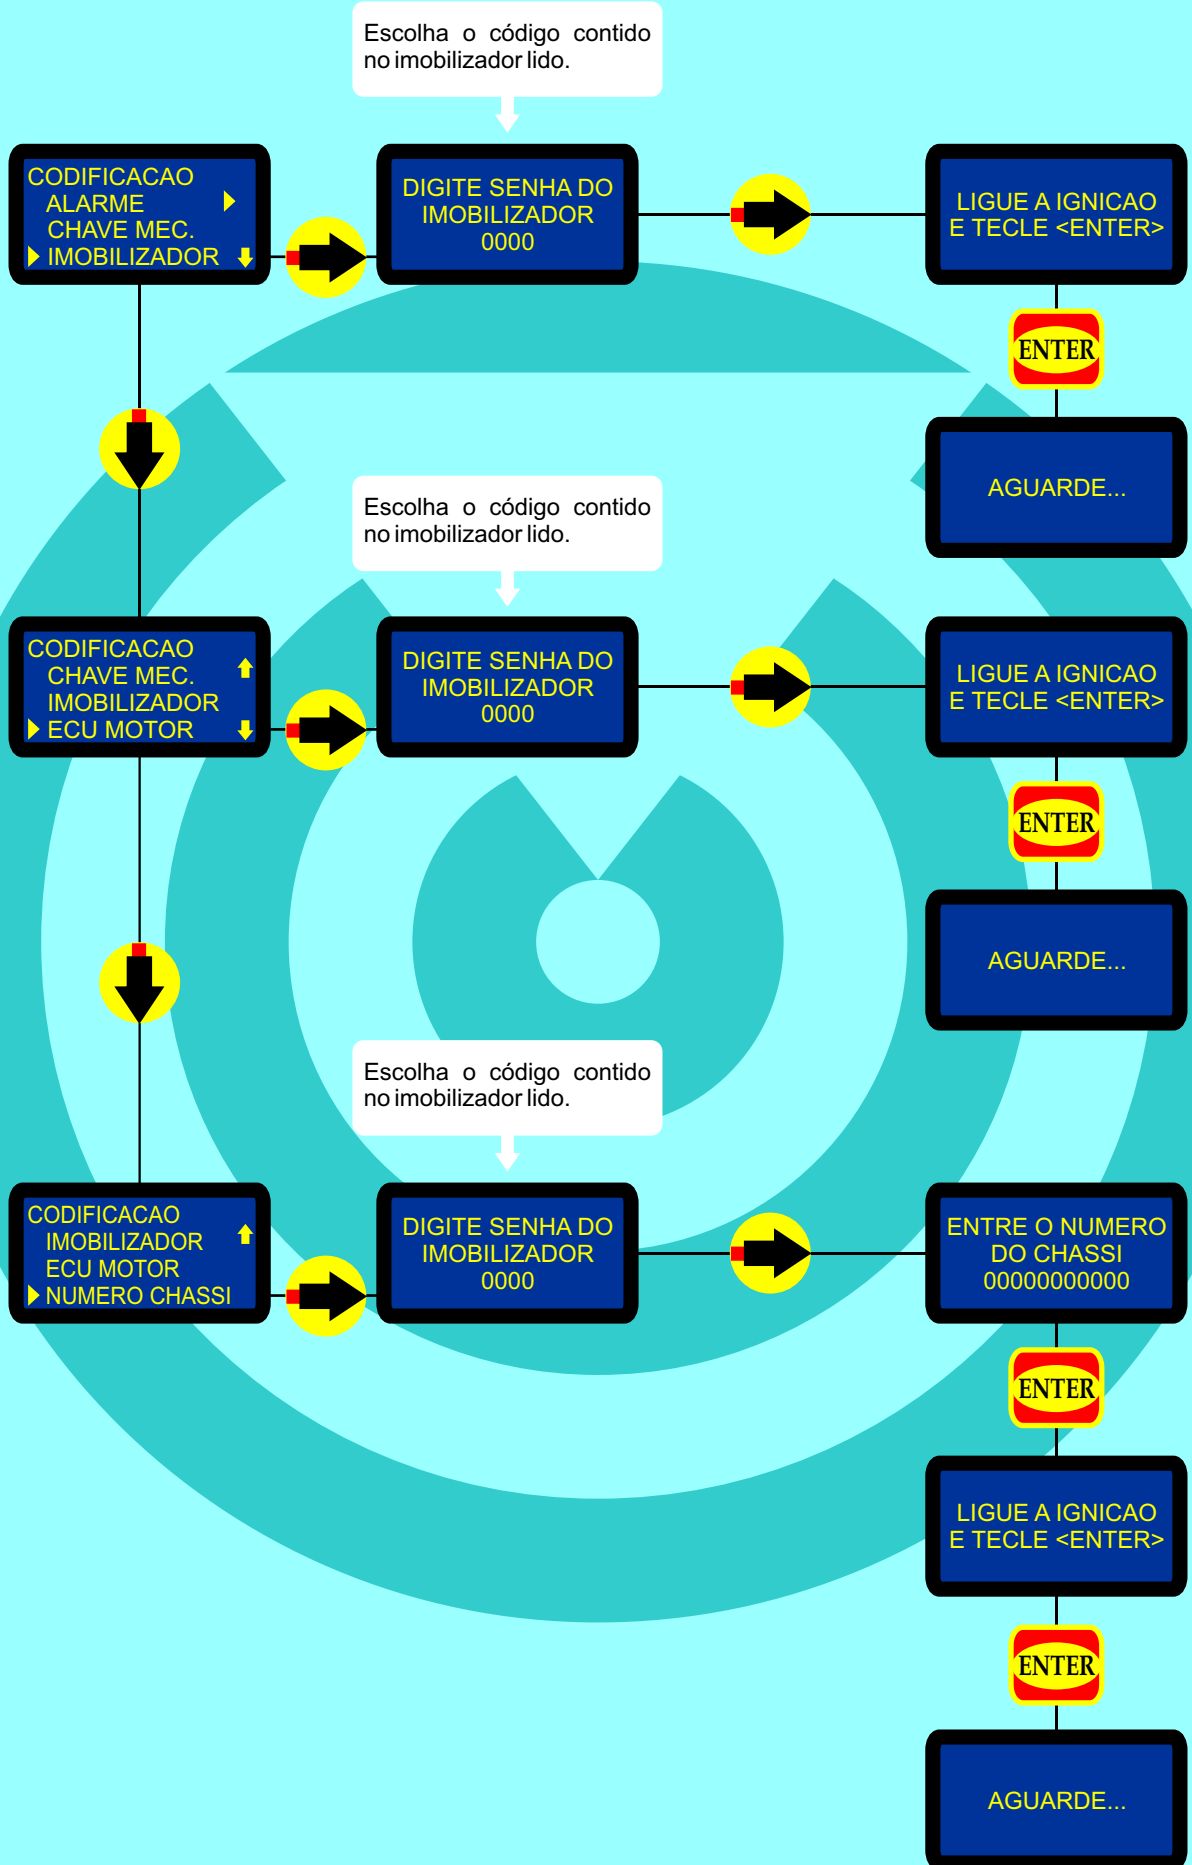 Escolha o código contido
no imobilizador lido.
CODIFICACAO
ALARME
CHAVE MEC.
IMOBILIZADOR
DIGITE SENHA DO
IMOBILIZADOR
0000
LIGUE A IGNICAO
E TECLE <ENTER>
ENTER
AGUARDE...
Escolha o código contido
no imobilizador lido.
CODIFICACAO
CHAVE MEC.
IMOBILIZADOR
ECU MOTOR
DIGITE SENHA DO
IMOBILIZADOR
0000
LIGUE A IGNICAO
E TECLE <ENTER>
ENTER
AGUARDE...
Escolha o código contido
no imobilizador lido.
CODIFICACAO
IMOBILIZADOR
ECU MOTOR
NUMERO CHASSI
DIGITE SENHA DO
IMOBILIZADOR
0000
ENTRE O NUMERO
DO CHASSI
00000000000
ENTER
LIGUE A IGNICAO
E TECLE <ENTER>
ENTER
AGUARDE...